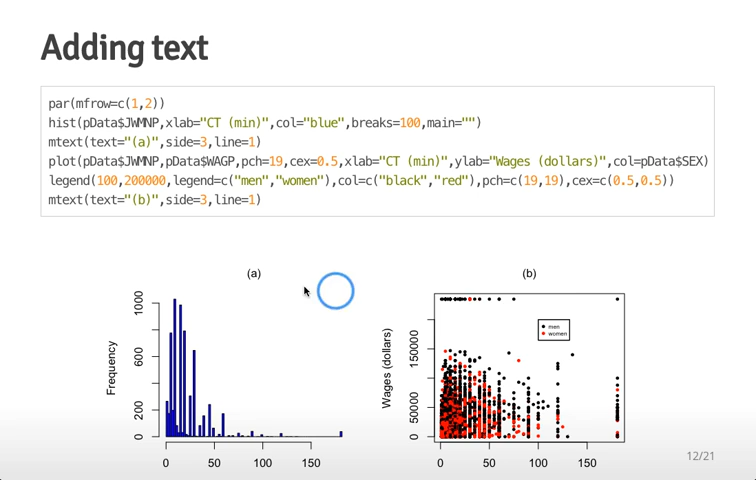 Adding text
par(mfrow=c(1,2))
hist(pData$JWMNP,xlab="CT (min)",col="blue",breaks=100,main="")
mtext(text="(a)",side=3,line=1)
plot(pData$JWMNP,pData$WAGP,pch=19,cex=0.5,xlab="CT (min)",ylab="Wages (dollars)",col=pData$SEX)
legend(100,200000,legend=c("men","women"),col=c("black","red"),pch=c(19,19),cex=c(0.5,0.5))
mtext(text="(b)",side=3,line=1)
(a)
Frequency
1000
600
200
0
0 50 100 150
(b)
Wages (dollars)
150000
50000
0
men
women
0 50 100 150
12/21